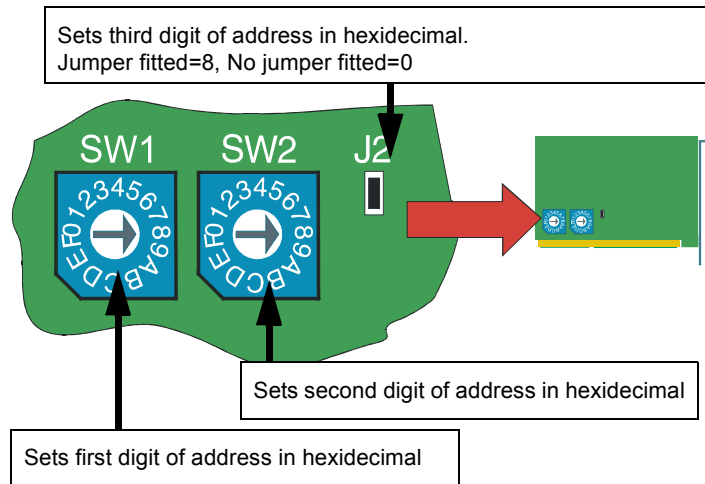 Sets third digit of address in hexidecimal.
Jumper fitted=8, No jumper fitted=0
SW1 SW2 J2
0123456789ABCDEF 0123456789ABCDEF
Sets second digit of address in hexidecimal
Sets first digit of address in hexidecimal